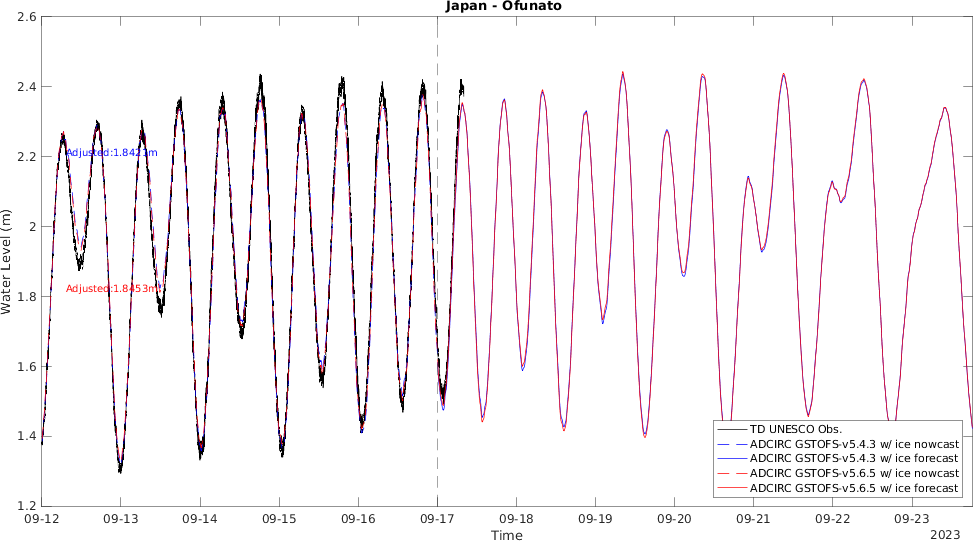 Japan - Ofunato
2.6
2.4
2.2
2
1.8
1.6
1.4
1.2
Water Level (m)
Adjusted:1.8421m
Adjusted:1.8453m
TD UNESCO Obs.
ADCIRC GSTOFS-v5.4.3 w/ ice nowcast
ADCIRC GSTOFS-v5.4.3 w/ ice forecast
ADCIRC GSTOFS-v5.6.5 w/ ice nowcast
ADCIRC GSTOFS-v5.6.5 w/ ice forecast
09-12 09-13 09-14 09-15 09-16 09-17 09-18 09-19 09-20 09-21 09-22 09-23
Time
2023